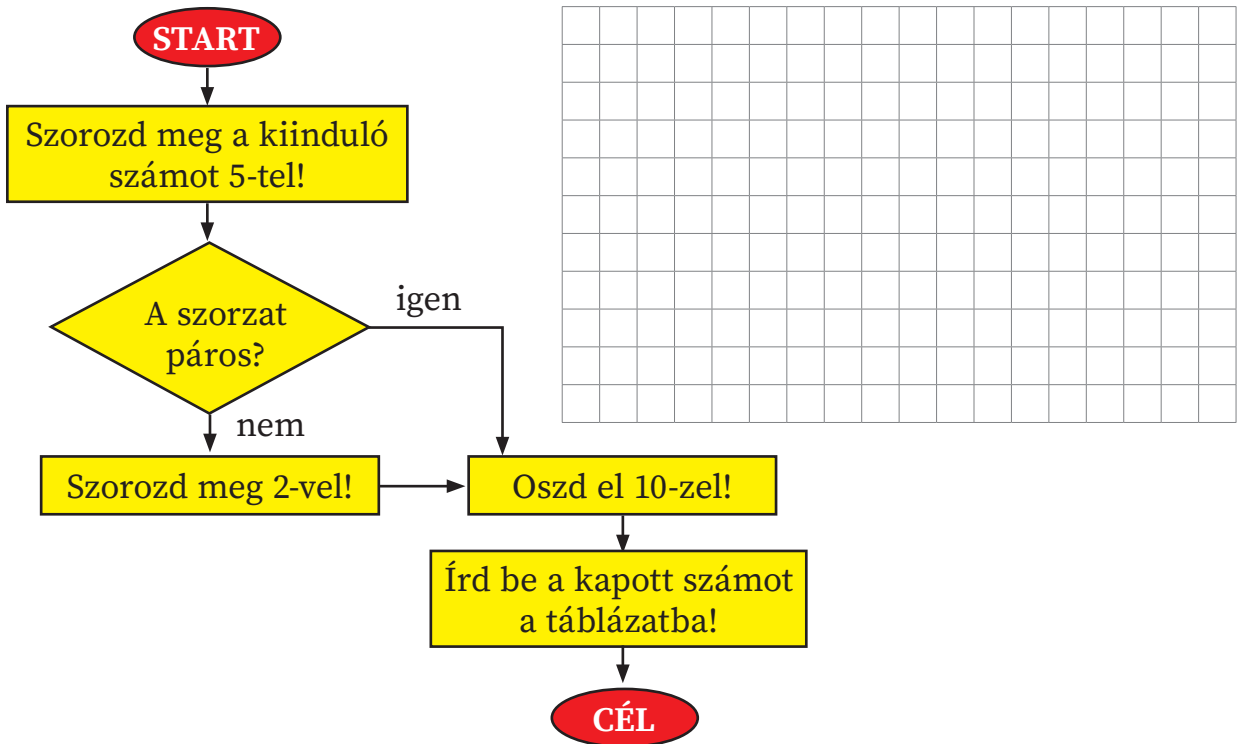 START
Szorozd meg a kiinduló
számot 5-tel!
A szorzat
páros?
igen
nem
Szorozd meg 2-vel!
Oszd el 10-zel!
Írd be a kapott számot
a táblázatba!
CÉL